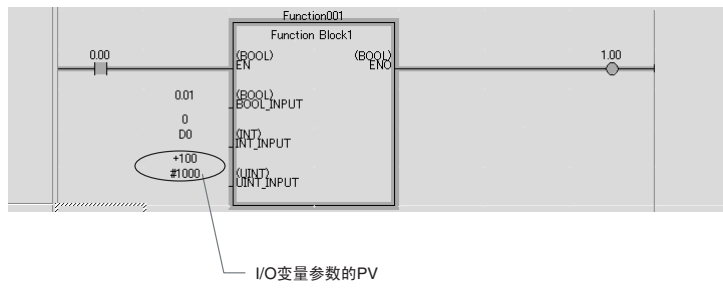 Function001
Function Block1
0.00
(BOOL)
EN
(BOOL)
ENO
1.00
0.01
(BOOL)
BOOL_INPUT
0
D0
(INT)
INT_INPUT
+100
#1000
(UINT)
UINT_INPUT
I/O变量参数的PV